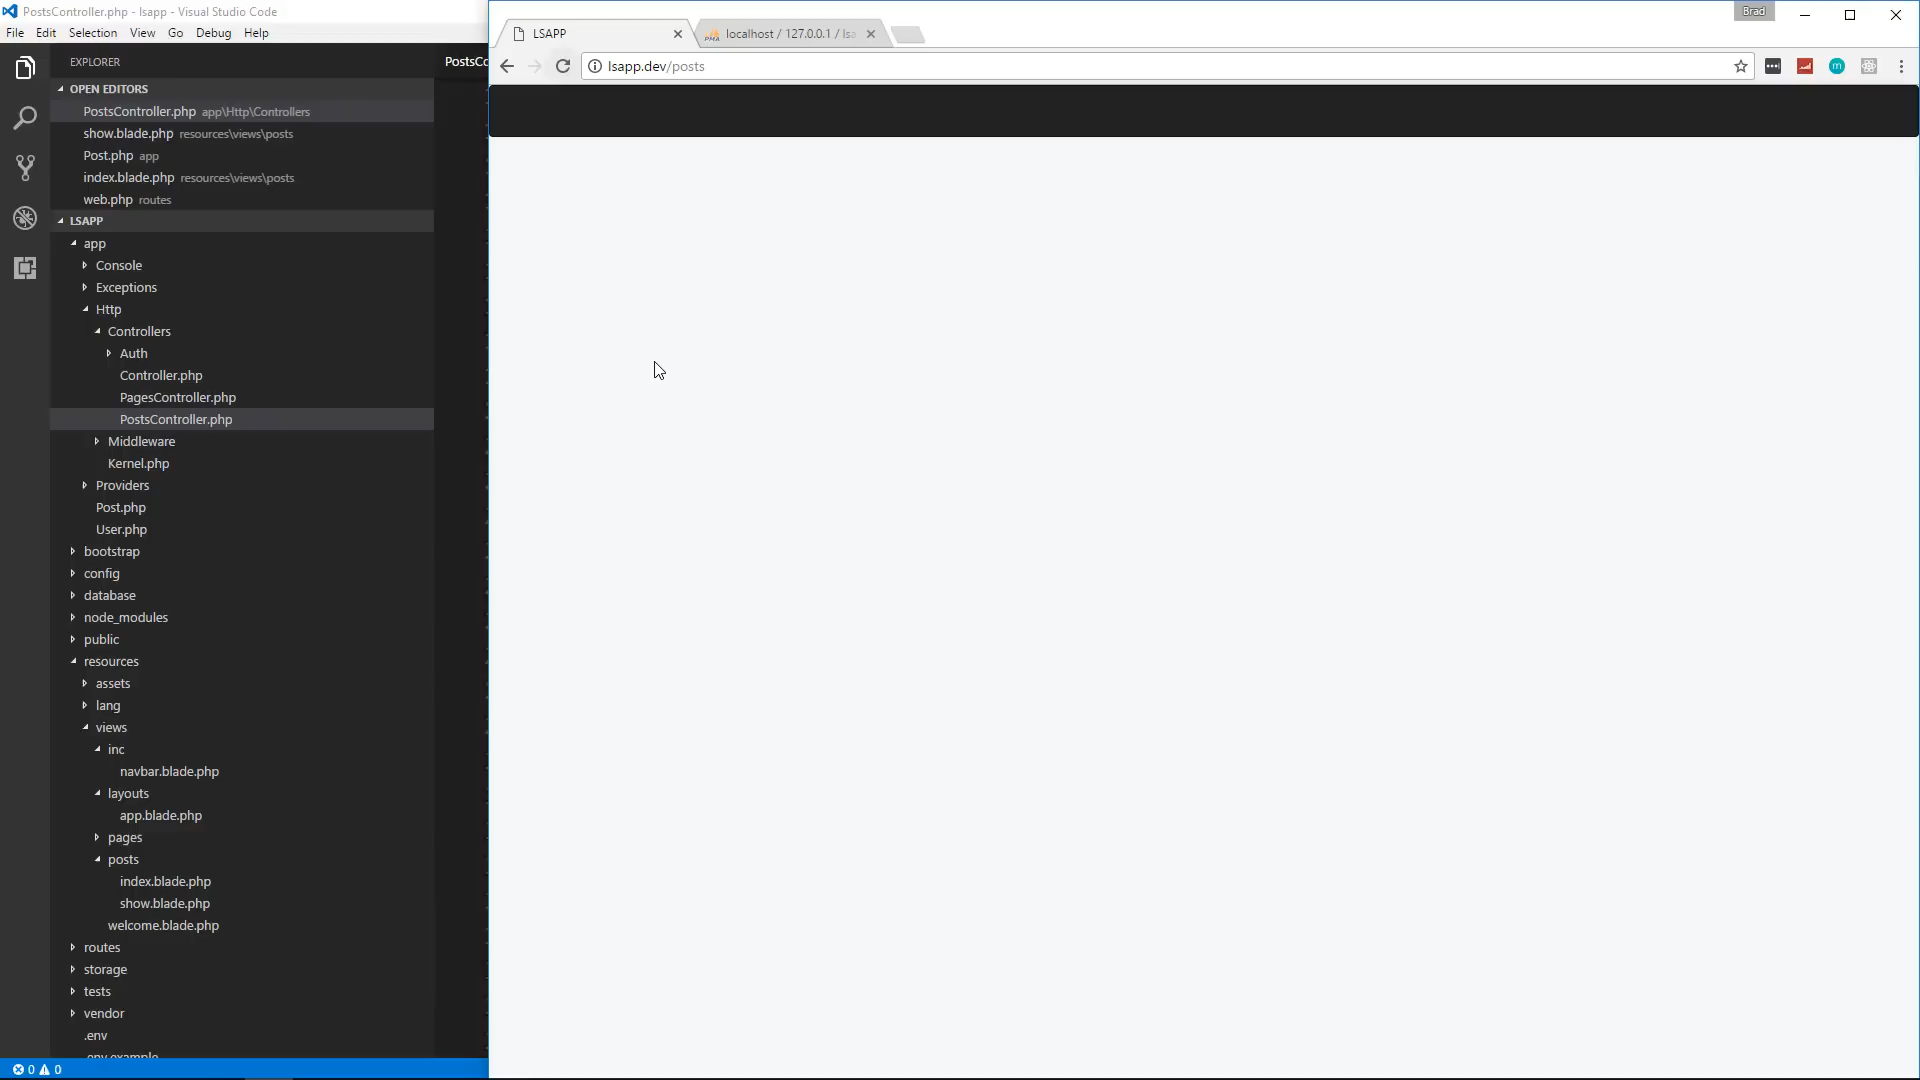 PostsController.php - lsapp - Visual Studio Code
File Edit Selection View Go Debug Help
EXPLORER
OPEN EDITORS
PostsController.php app\Http\Controllers
show.blade.php resources\views\posts
Post.php app
index.blade.php resources\views\posts
web.php routes
LSAPP
app
Console
Exceptions
Http
Controllers
Auth
Controller.php
PagesController.php
PostsController.php
Middleware
Kernel.php
Providers
Post.php
User.php
bootstrap
config
database
node_modules
public
resources
assets
lang
views
inc
navbar.blade.php
layouts
app.blade.php
pages
posts
index.blade.php
show.blade.php
welcome.blade.php
routes
storage
tests
vendor
.env
.env.example
0 0
PostsCo
Brad
LSAPP
PMA localhost / 127.0.0.1 / lsa
lsapp.dev/posts
m